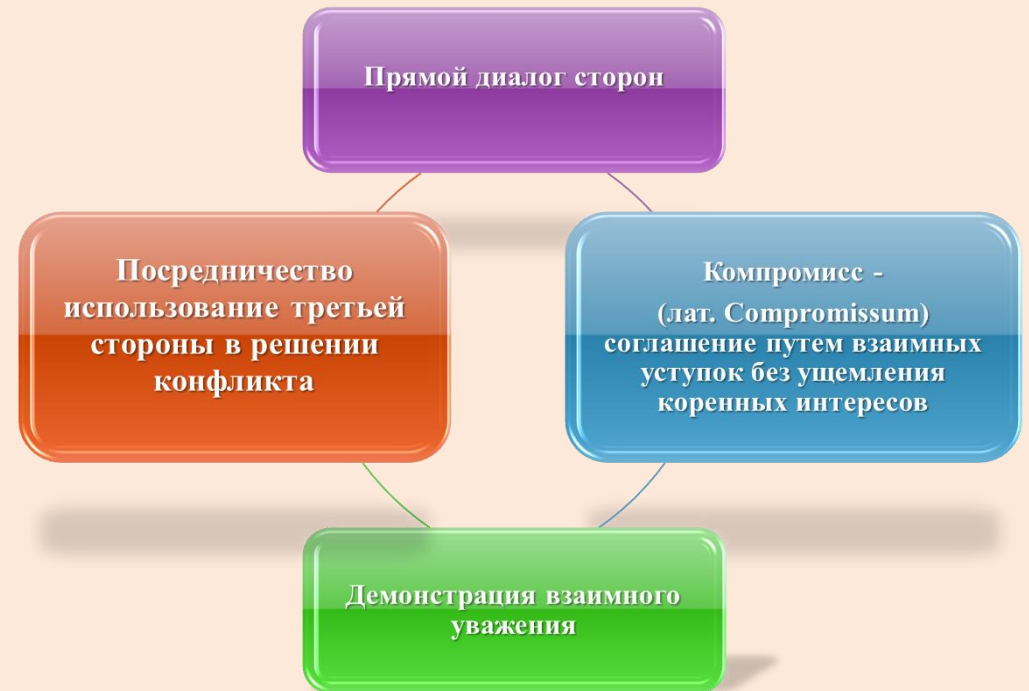 Прямой диалог сторон
Посредничество
использование третьей
стороны в решении
конфликта
Компромисс -
(лат. Compromissum)
соглашение путем взаимных
уступок без ущемления
коренных интересов
Демонстрация взаимного
уважения